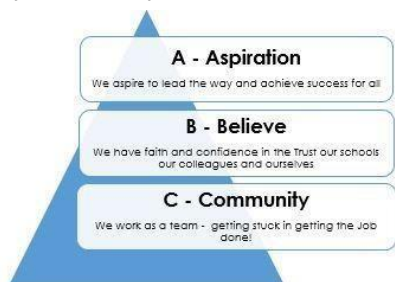 A - Aspiration
We aspire to lead the way and achieve success for all
B - Believe
We have faith and confidence in the Trust our schools
our colleagues and ourselves
C - Community
We work as a team - getting stuck in getting the Job
done!